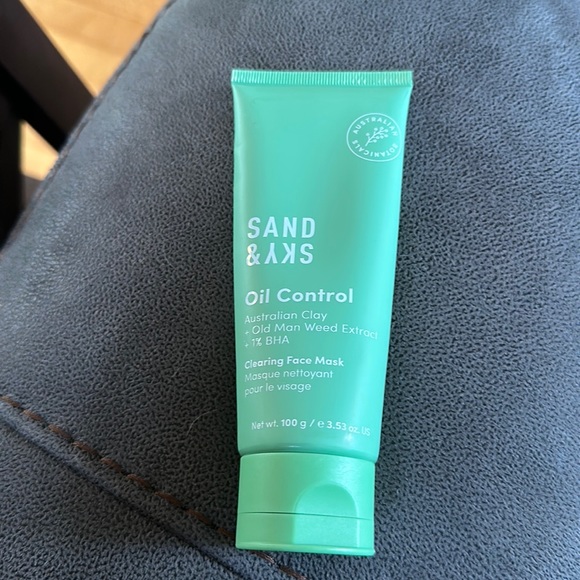 AUSTRALIAN BOTANICALS
SAND
& SKY
Oil Control
Australian Clay
+ Old Man Weed Extract
+ 1% BHA
Clearing Face Mask
Masque nettoyant
pour le visage
Net wt. 100 g / ℮ 3.53 oz. US